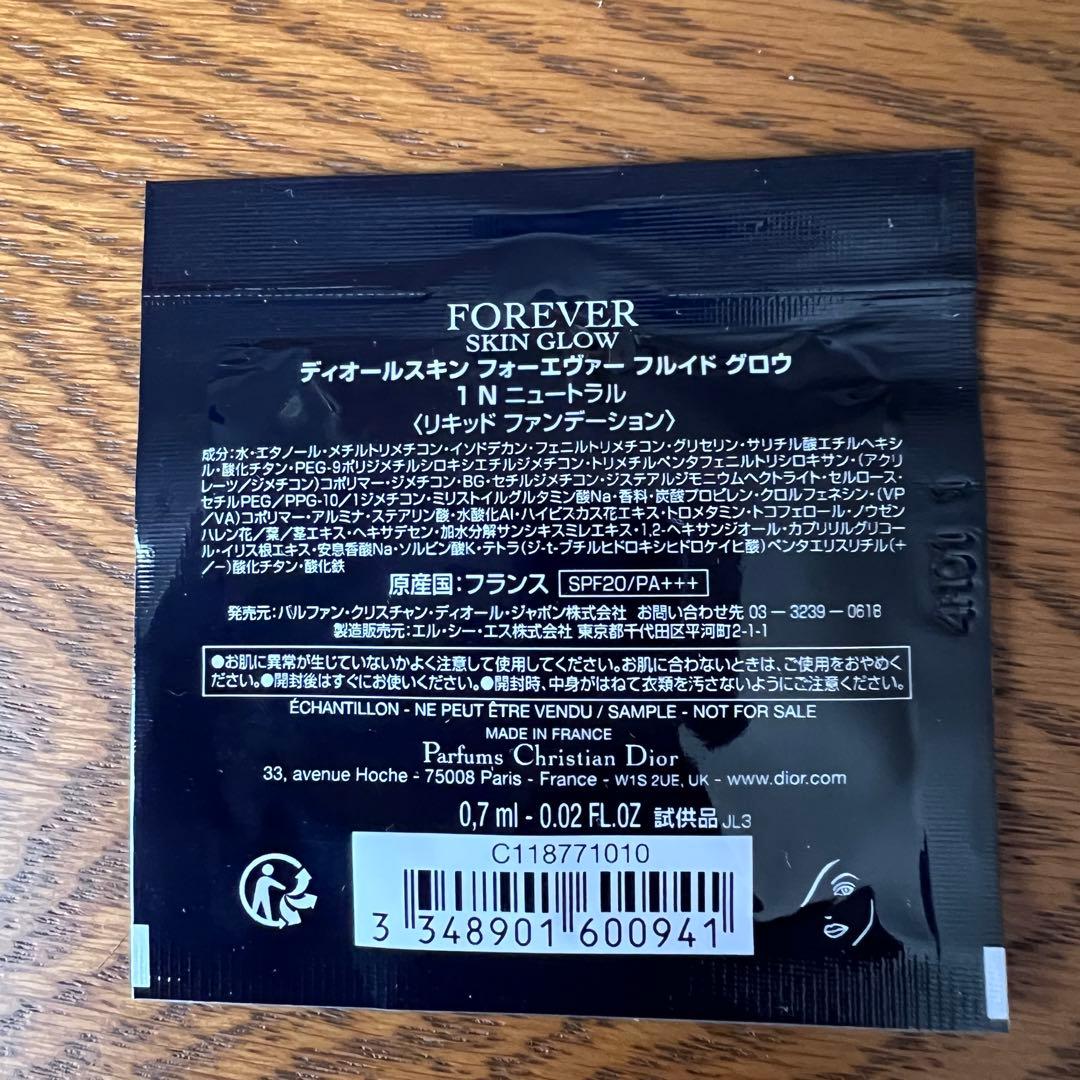 FOREVER
SKIN GLOW
ディオールスキン フォーエヴァー フルイド グロウ
1 N ニュートラル
〈リキッド ファンデーション〉
成分:水・エタノール・メチルトリメチコン・イソドデカン・フェニルトリメチコン・グリセリン・サリチル酸エチルヘキシ
ル・酸化チタン・PEG-9ポリジメチルシロキシエチルジメチコン・トリメチルペンタフェニルトリシロキサン・(アクリ
レーツ/ジメチコン)コポリマー・ジメチコン・BG・セチルジメチコン・ジステアルジモニウムヘクトライト・セルロース・
セチルPEG/PPG-10/1ジメチコン・ミリストイルグルタミン酸Na・香料・炭酸プロピレン・クロルフェネシン・(VP
/VA)コポリマー・アルミナ・ステアリン酸・水酸化Al・ハイビスカス花エキス・トロメタミン・トコフェロール・ノウゼン
ハレン花/葉/茎エキス・ヘキサデセン・加水分解サンシキスミレエキス・1,2-ヘキサンジオール・カプリリルグリコー
ル・イリス根エキス・安息香酸Na・ソルビン酸K・テトラ(ジ-t-ブチルヒドロキシヒドロケイヒ酸)ペンタエリスリチル(+
/-)酸化チタン・酸化鉄
原産国:フランス SPF20/PA+++
発売元:パルファン・クリスチャン・ディオール・ジャポン株式会社 お問い合わせ先 03-3239-0618
製造販売元:エル・シー・エス株式会社 東京都千代田区平河町2-1-1
●お肌に異常が生じていないかよく注意して使用してください。お肌に合わないときは、ご使用をおやめく
ださい。●開封後はすぐにお使いください。●開封時、中身がはねて衣類を汚さないようにご注意ください。
ÉCHANTILLON - NE PEUT ÊTRE VENDU / SAMPLE - NOT FOR SALE
MADE IN FRANCE
Parfums Christian Dior
33, avenue Hoche - 75008 Paris - France - W1S 2UE, UK - www.dior.com
0,7 ml - 0.02 FL.OZ 試供品 JL3
C118771010
3 348901 600941